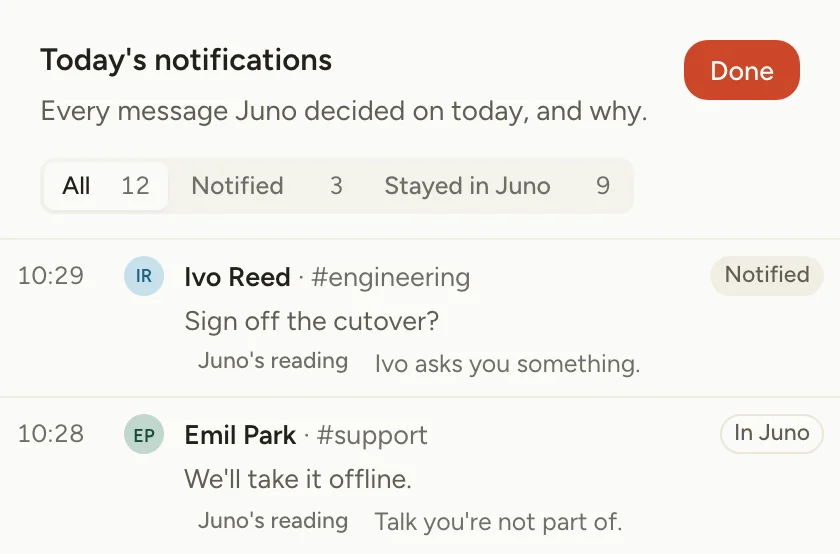 Today's notifications
Done
Every message Juno decided on today, and why.
All 12 Notified 3 Stayed in Juno 9
10:29 IR Ivo Reed · #engineering Notified
Sign off the cutover?
Juno's reading Ivo asks you something.
10:28 EP Emil Park · #support In Juno
We'll take it offline.
Juno's reading Talk you're not part of.